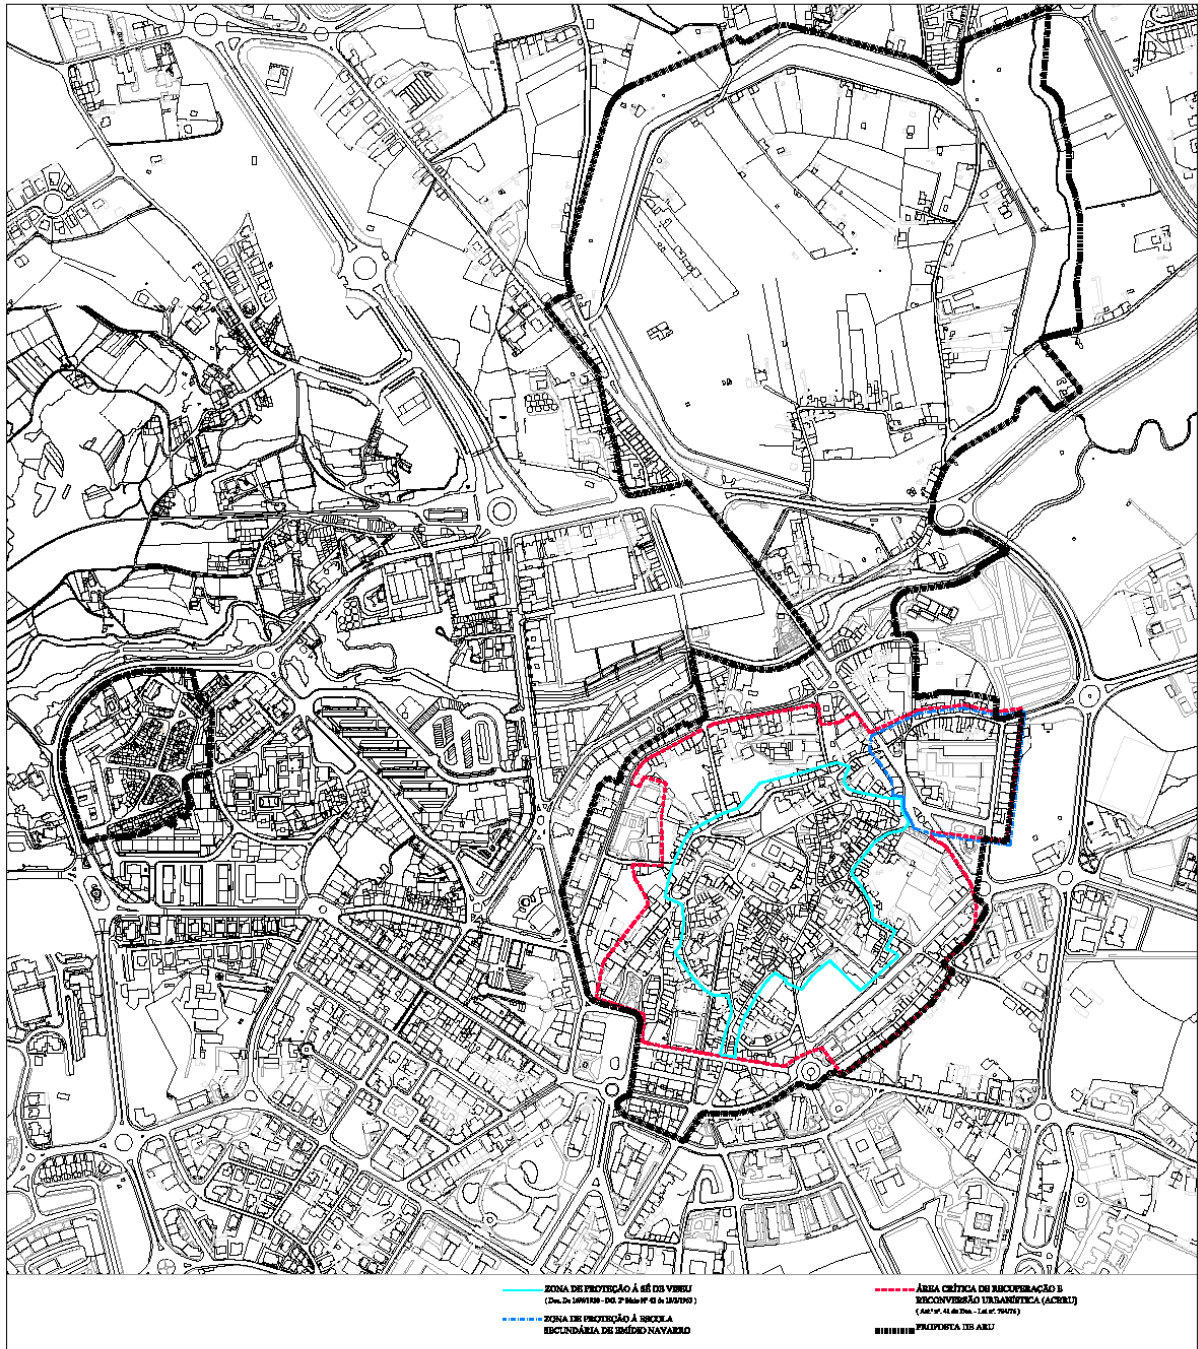 ZONA DE PROTEÇÃO À SÉ DE VISEU
ZONA DE PROTEÇÃO À ESCOLA
SECUNDÁRIA DE EMÍDIO NAVARRO
ÁREA CRÍTICA DE RECUPERAÇÃO E
RECONVERSÃO URBANÍSTICA (ACRRU)
PROPOSTA DE ARU